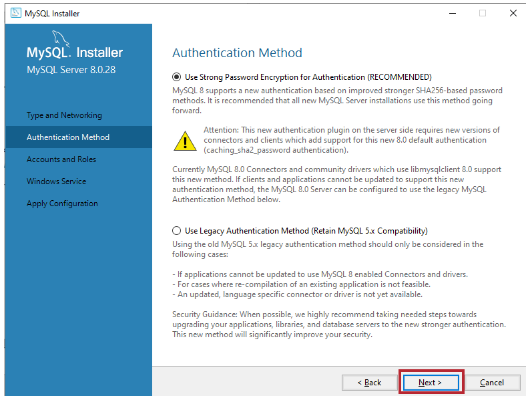 MySQL Installer
MySQL. Installer
MySQL Server 8.0.28
Type and Networking
Authentication Method
Accounts and Roles
Windows Service
Apply Configuration
Authentication Method
Use Strong Password Encryption for Authentication (RECOMMENDED)
MySQL 8 supports a new authentication based on improved stronger SHA256-based password
methods. It is recommended that all new MySQL Server installations use this method going
forward.
Attention: This new authentication plugin on the server side requires new versions of
connectors and clients which add support for this new 8.0 default authentication
(caching_sha2_password authentication).
Currently MySQL 8.0 Connectors and community drivers which use libmysqlclient 8.0 support
this new method. If clients and applications cannot be updated to support this new
authentication method, the MySQL 8.0 Server can be configured to use the legacy MySQL
Authentication Method below.
Use Legacy Authentication Method (Retain MySQL 5.x Compatibility)
Using the old MySQL 5.x legacy authentication method should only be considered in the
following cases:
- If applications cannot be updated to use MySQL 8 enabled Connectors and drivers.
- For cases where re-compilation of an existing application is not feasible.
- An updated, language specific connector or driver is not yet available.
Security Guidance: When possible, we highly recommend taking needed steps towards
upgrading your applications, libraries, and database servers to the new stronger authentication.
This new method will significantly improve your security.
< Back
Next >
Cancel